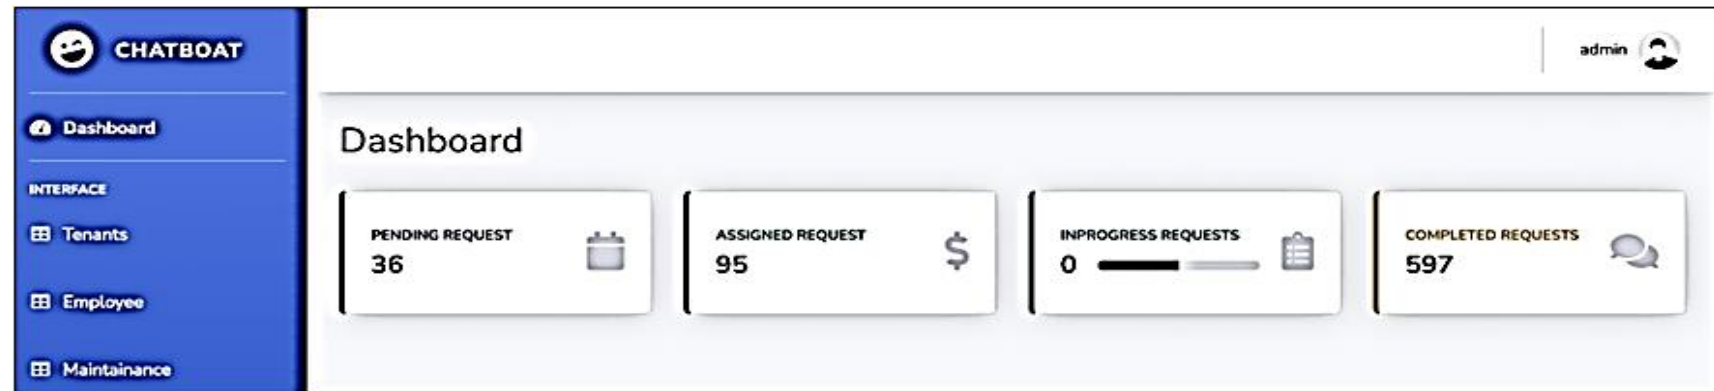 CHATBOAT
admin
Dashboard
INTERFACE
Tenants
Employee
Maintainance
Dashboard
PENDING REQUEST
36
ASSIGNED REQUEST
95
$
INPROGRESS REQUESTS
0
COMPLETED REQUESTS
597